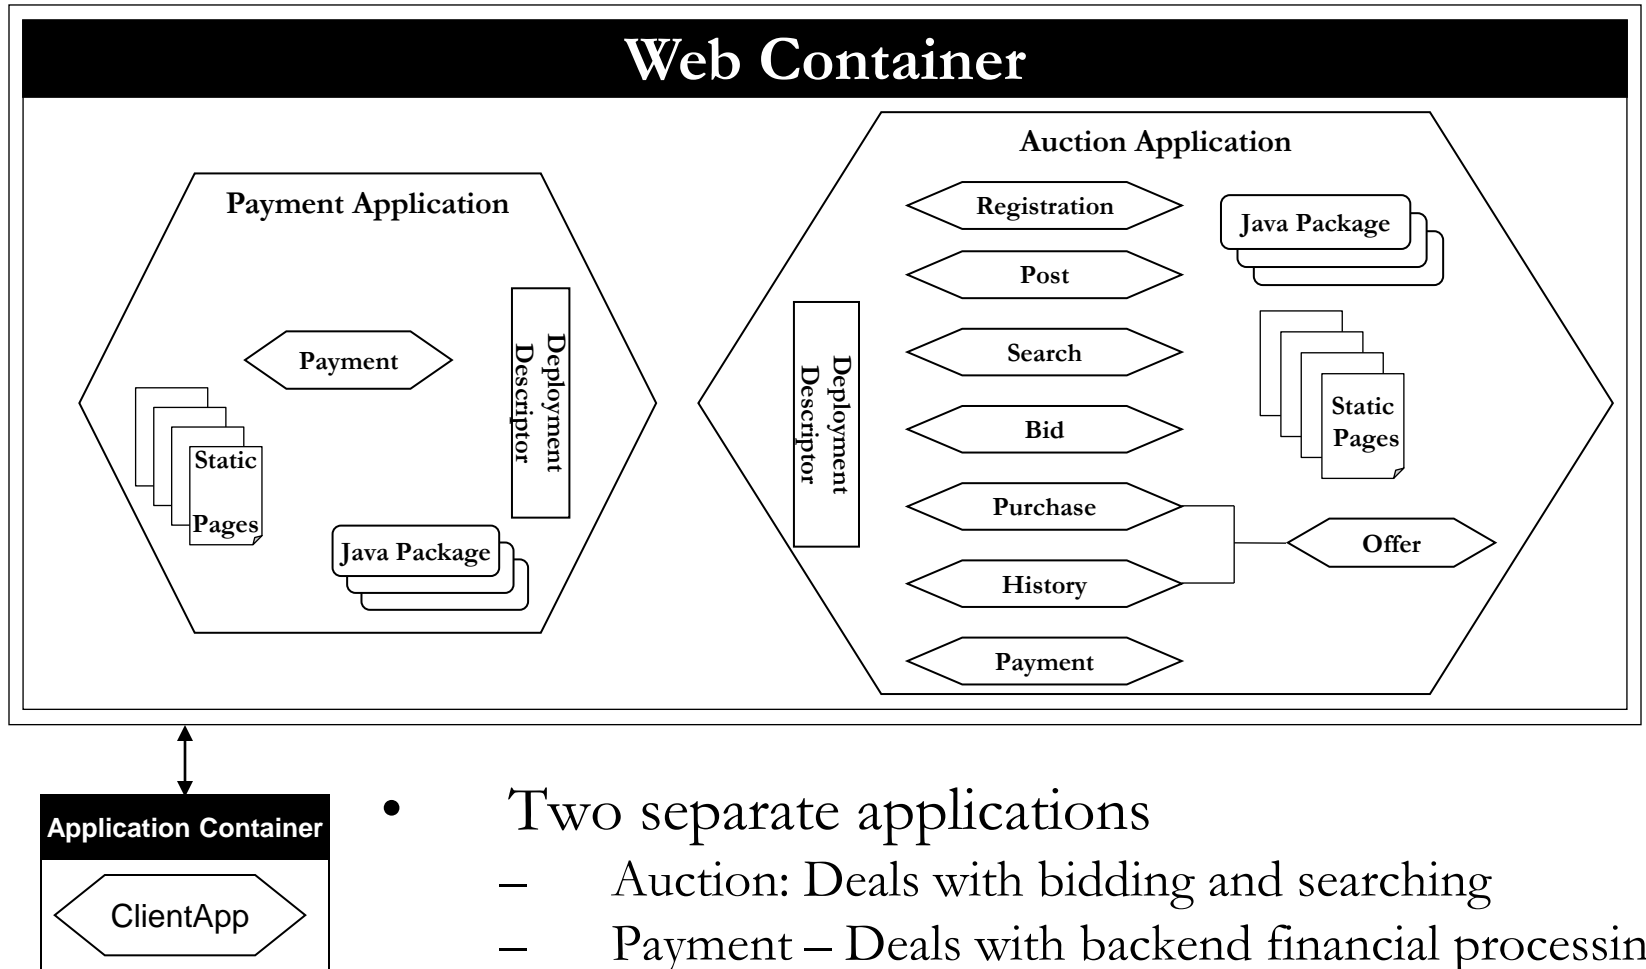 Web Container
Payment Application
Payment
Deployment
Descriptor
Static
Pages
Java Package
Auction Application
Registration
Post
Search
Bid
Purchase
History
Payment
Deployment
Descriptor
Java Package
Static
Pages
Offer
Application Container
ClientApp
• Two separate applications
– Auction: Deals with bidding and searching
– Payment – Deals with backend financial processin